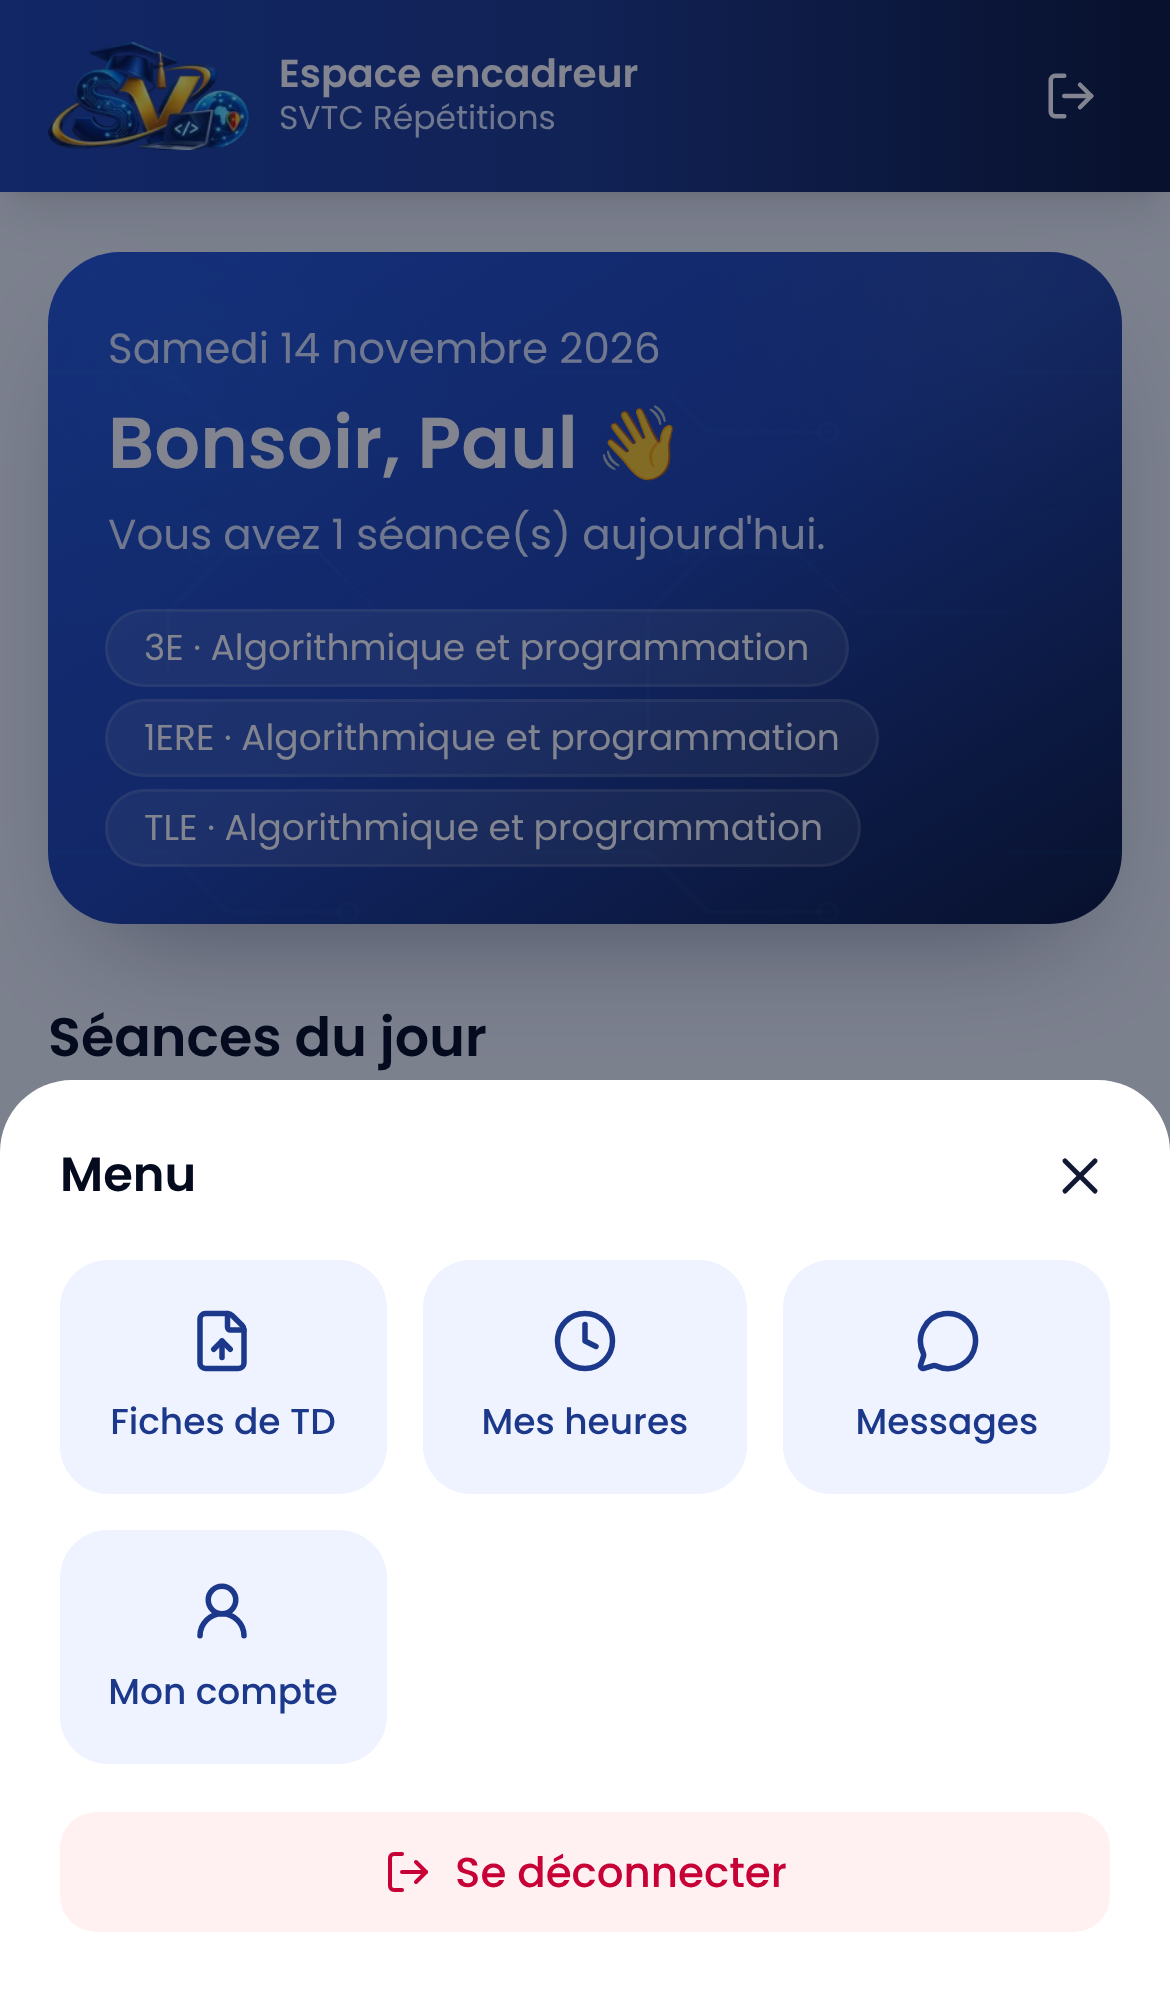 SV
</>
Espace encadreur
SVTC Répétitions
Samedi 14 novembre 2026
Bonsoir, Paul 👋
Vous avez 1 séance(s) aujourd'hui.
3E · Algorithmique et programmation
1ERE · Algorithmique et programmation
TLE · Algorithmique et programmation
Séances du jour
Menu
Fiches de TD
Mes heures
Messages
Mon compte
Se déconnecter